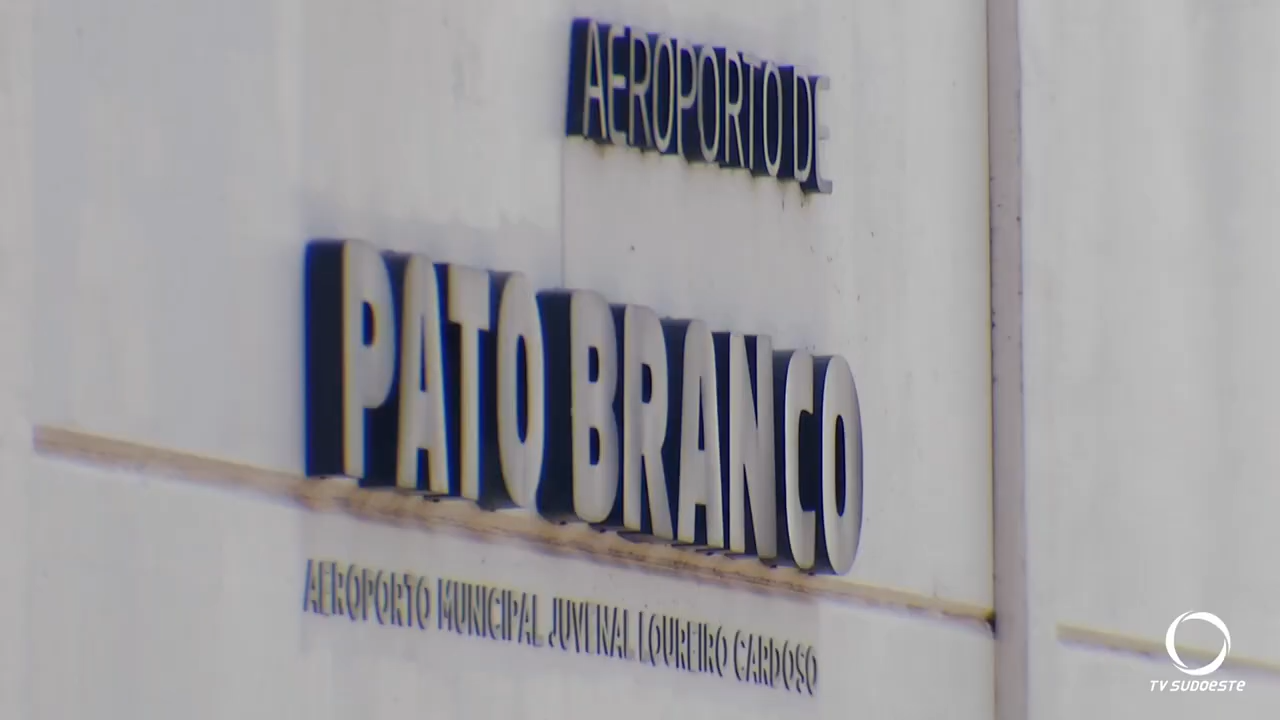 AEROPORTO DE
PATO BRANCO
AEROPORTO MUNICIPAL JUVENAL LOUREIRO CARDOSO
TV SUDOESTE